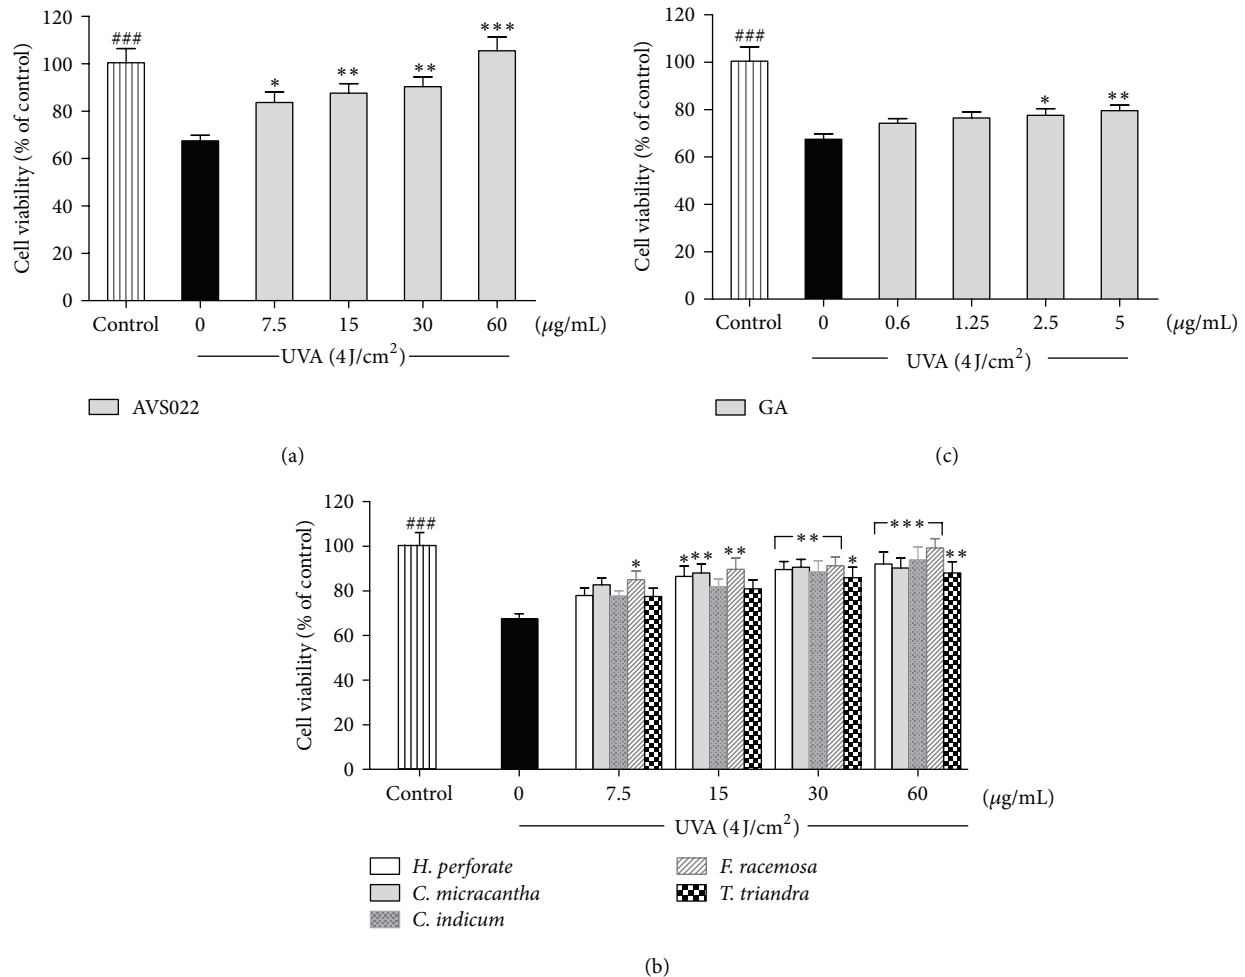 Cell viability (% of control)
120
100
80
60
40
20
0
###
*
**
**
***
Control 0 7.5 15 30 60 (μg/mL)
UVA (4 J/cm²)
AVS022
(a)
Cell viability (% of control)
120
100
80
60
40
20
0
###
*
**
Control 0 0.6 1.25 2.5 5 (μg/mL)
UVA (4 J/cm²)
GA
(c)
Cell viability (% of control)
120
100
80
60
40
20
0
###
*
*** **
** *
*** **
Control 0 7.5 15 30 60 (μg/mL)
UVA (4 J/cm²)
H. perforate
C. micracantha
C. indicum
F. racemosa
T. triandra
(b)